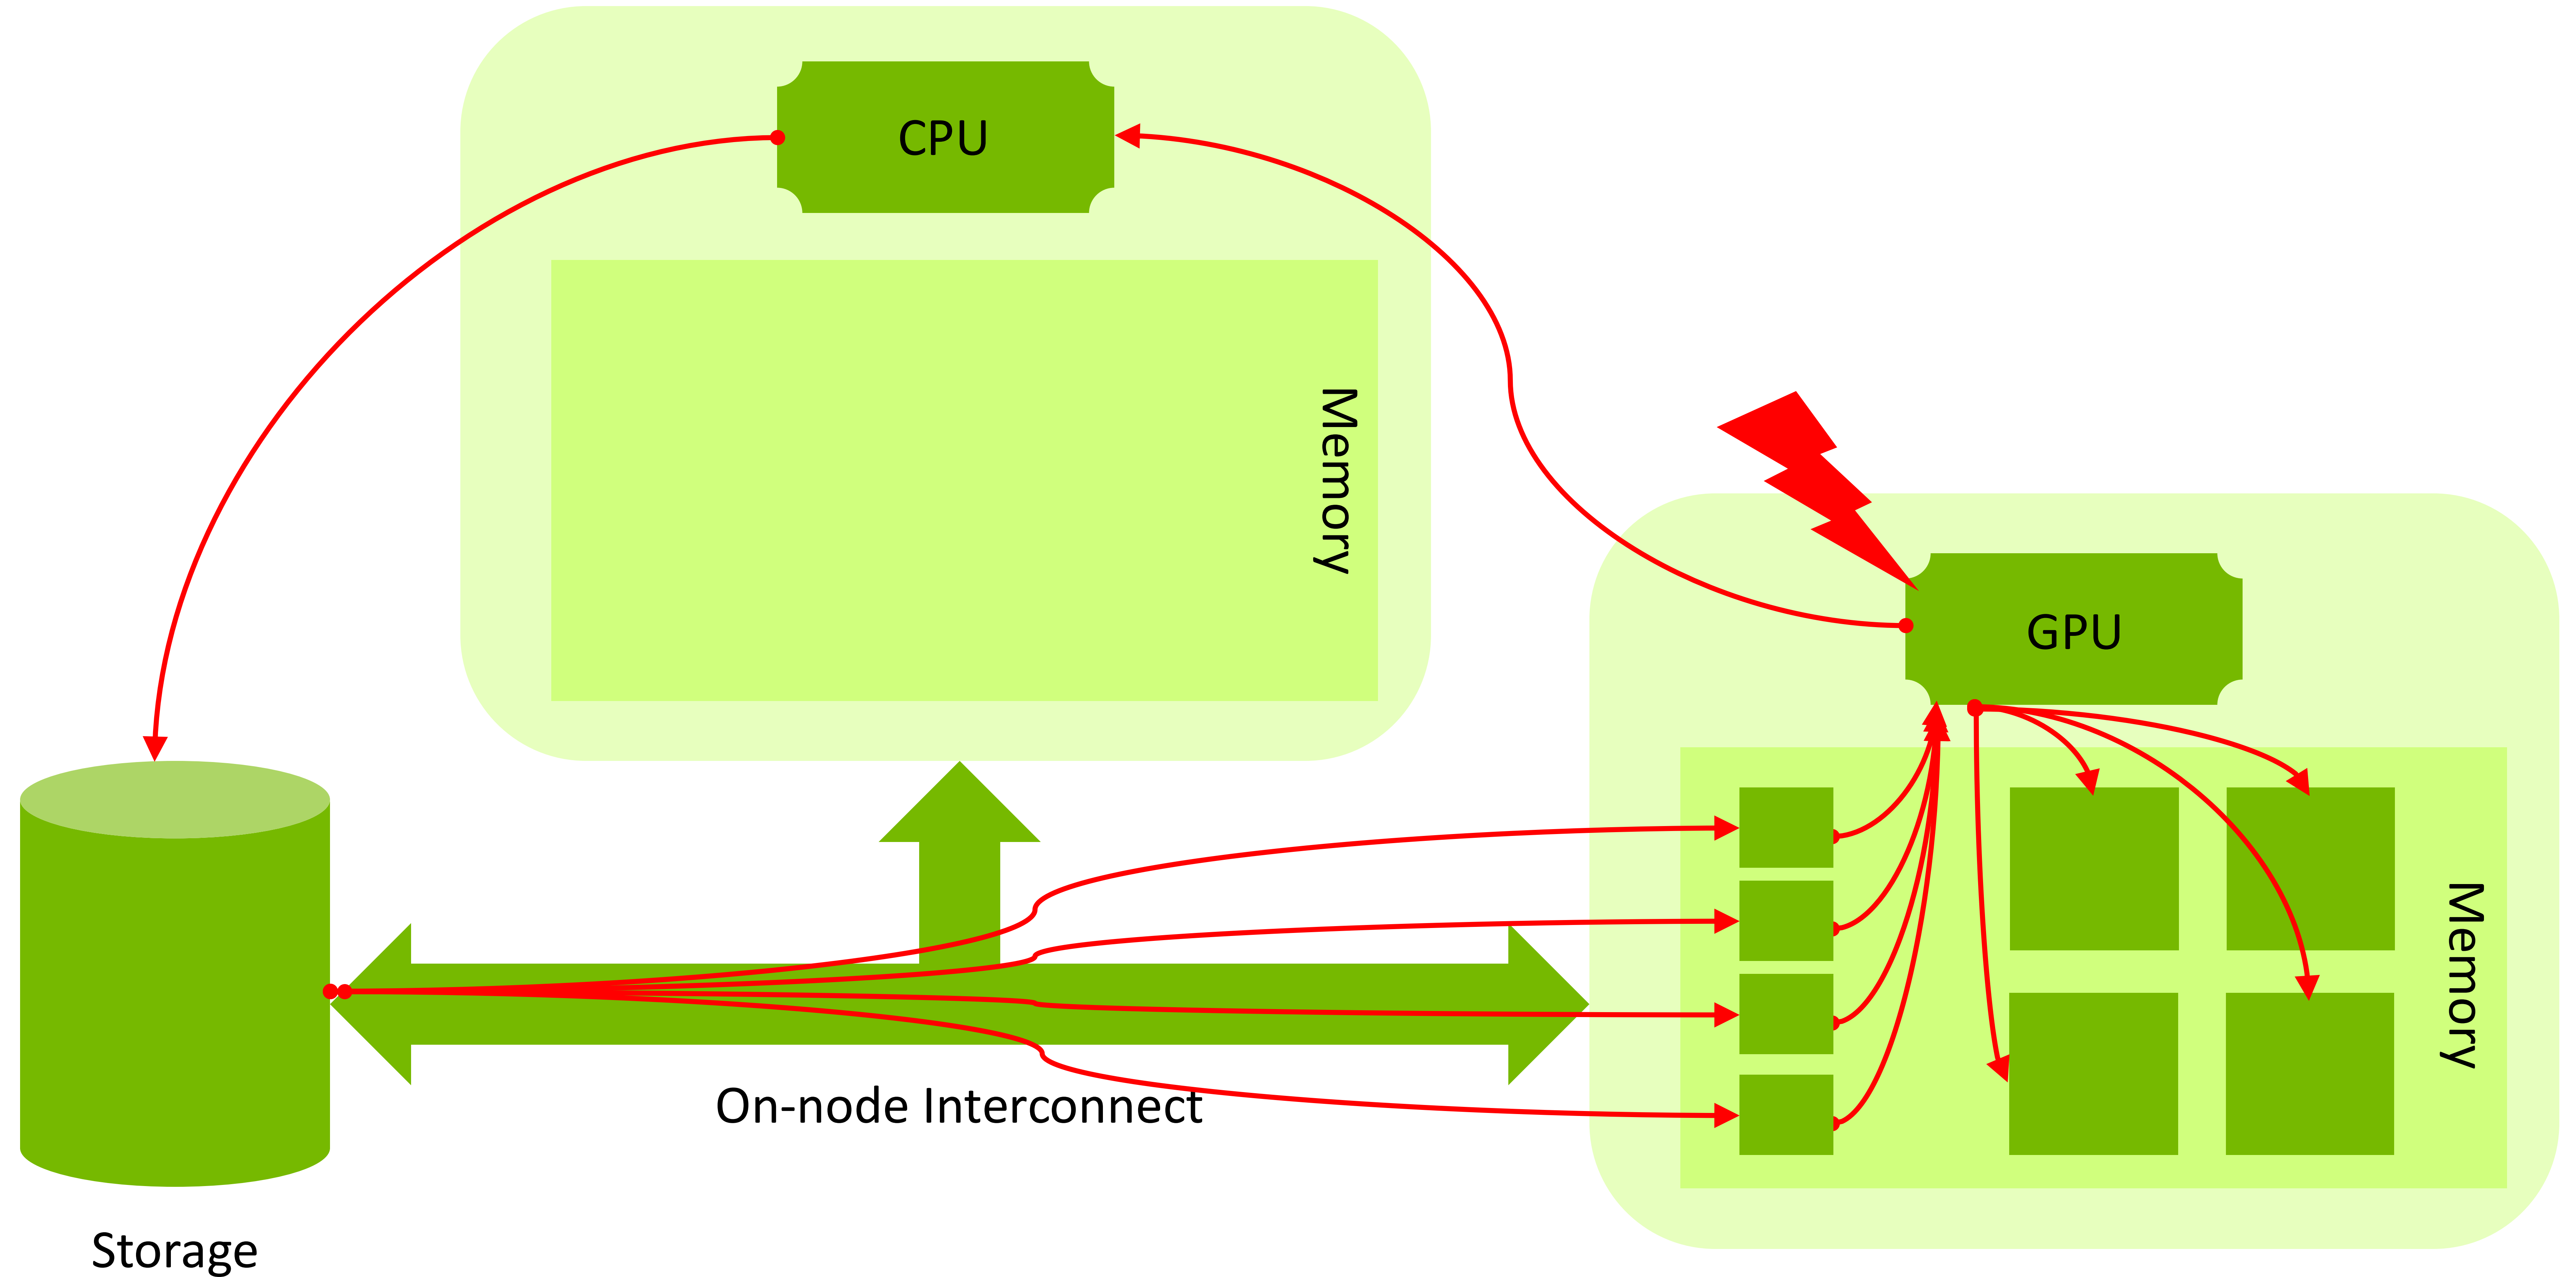 CPU
Memory
GPU
Memory
On-node Interconnect
Storage